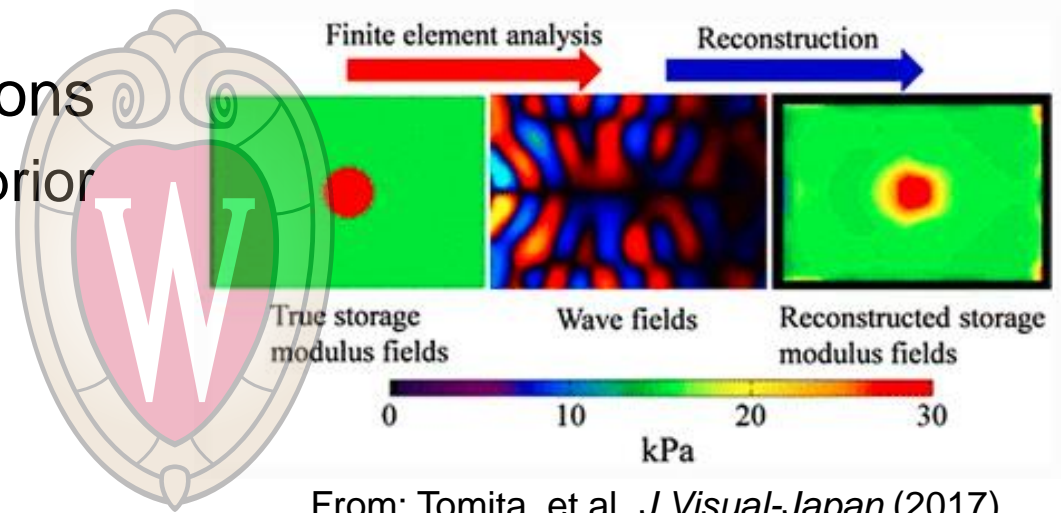 ons
prior
Finite element analysis
Reconstruction
W
True storage
modulus fields
Wave fields
Reconstructed storage
modulus fields
0 10 20 30
kPa
From: Tomita, et al. J Visual-Japan (2017)